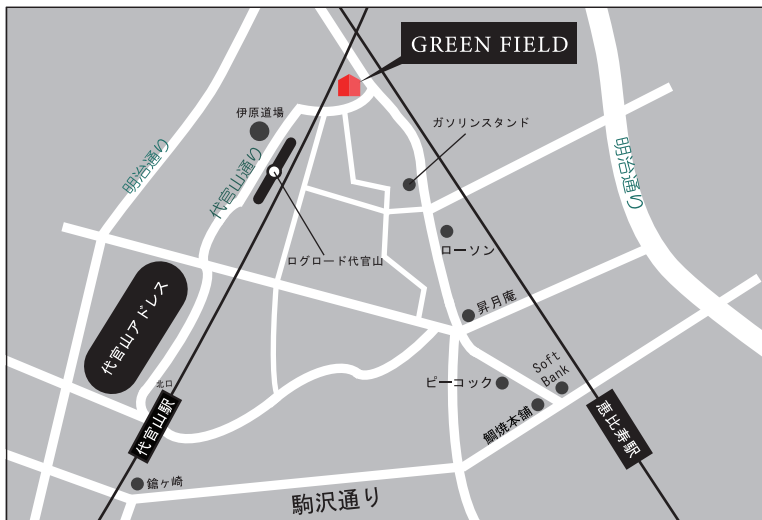 GREEN FIELD
伊原道場
ガソリンスタンド
明治通り
代官山通り
明治通り
ローソン
ログロード代官山
代官山アドレス
昇月庵
Soft
Bank
ピーコック
北口
代官山駅
鯛焼本舗
恵比寿駅
鎗ヶ崎
駒沢通り